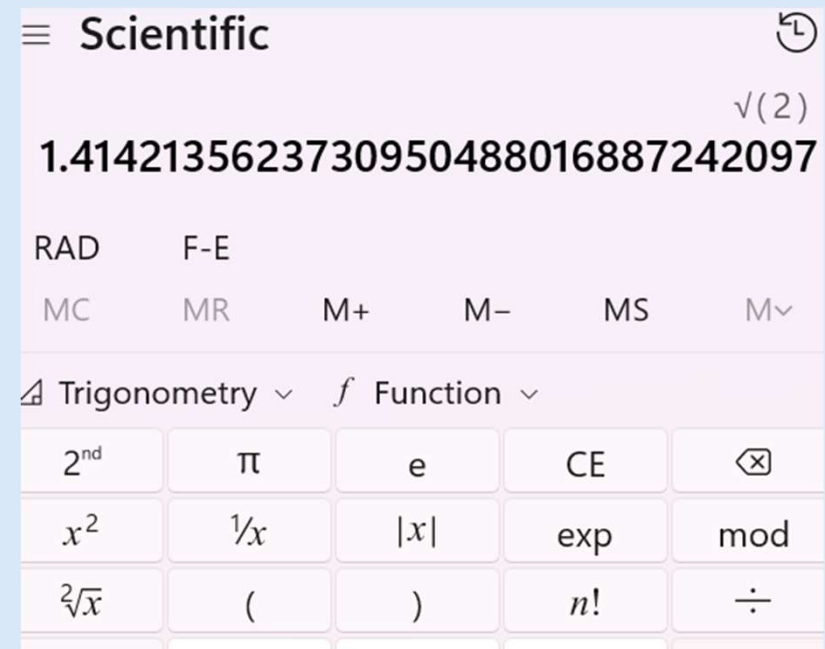 Scientific
√(2)
1.4142135623730950488016887242097
RAD F-E
MC MR M+ M− MS M
Trigonometry f Function
2ⁿᵈ π e CE
x² ¹/x |x| exp mod
²√x ( ) n! ÷